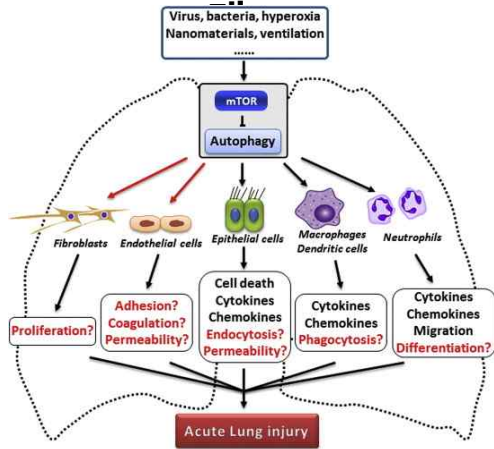 Virus, bacteria, hyperoxia
Nanomaterials, ventilation
......
mTOR
Autophagy
Fibroblasts
Endothelial cells
Epithelial cells
Macrophages
Dendritic cells
Neutrophils
Proliferation?
Adhesion?
Coagulation?
Permeability?
Cell death
Cytokines
Chemokines
Endocytosis?
Permeability?
Cytokines
Chemokines
Phagocytosis?
Cytokines
Chemokines
Migration
Differentiation?
Acute Lung injury